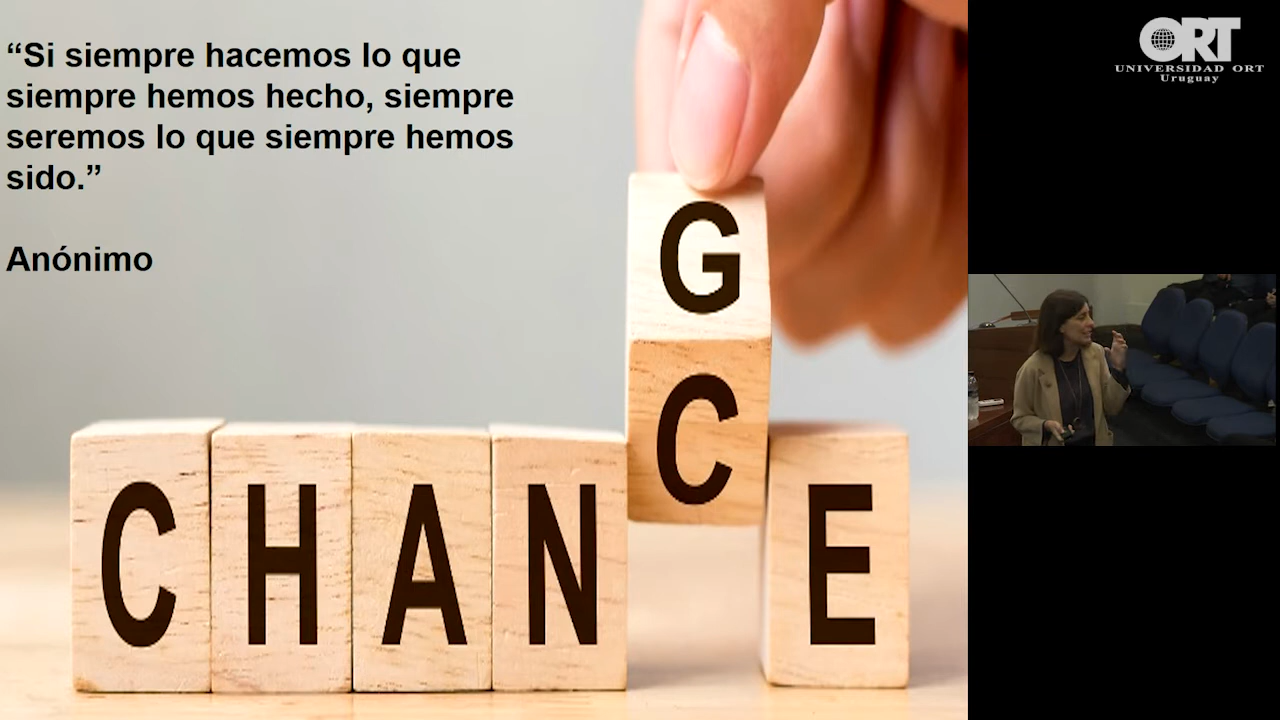 “Si siempre hacemos lo que
siempre hemos hecho, siempre
seremos lo que siempre hemos
sido.”
Anónimo
G
C
CHAN E
ORT
UNIVERSIDAD ORT
Uruguay